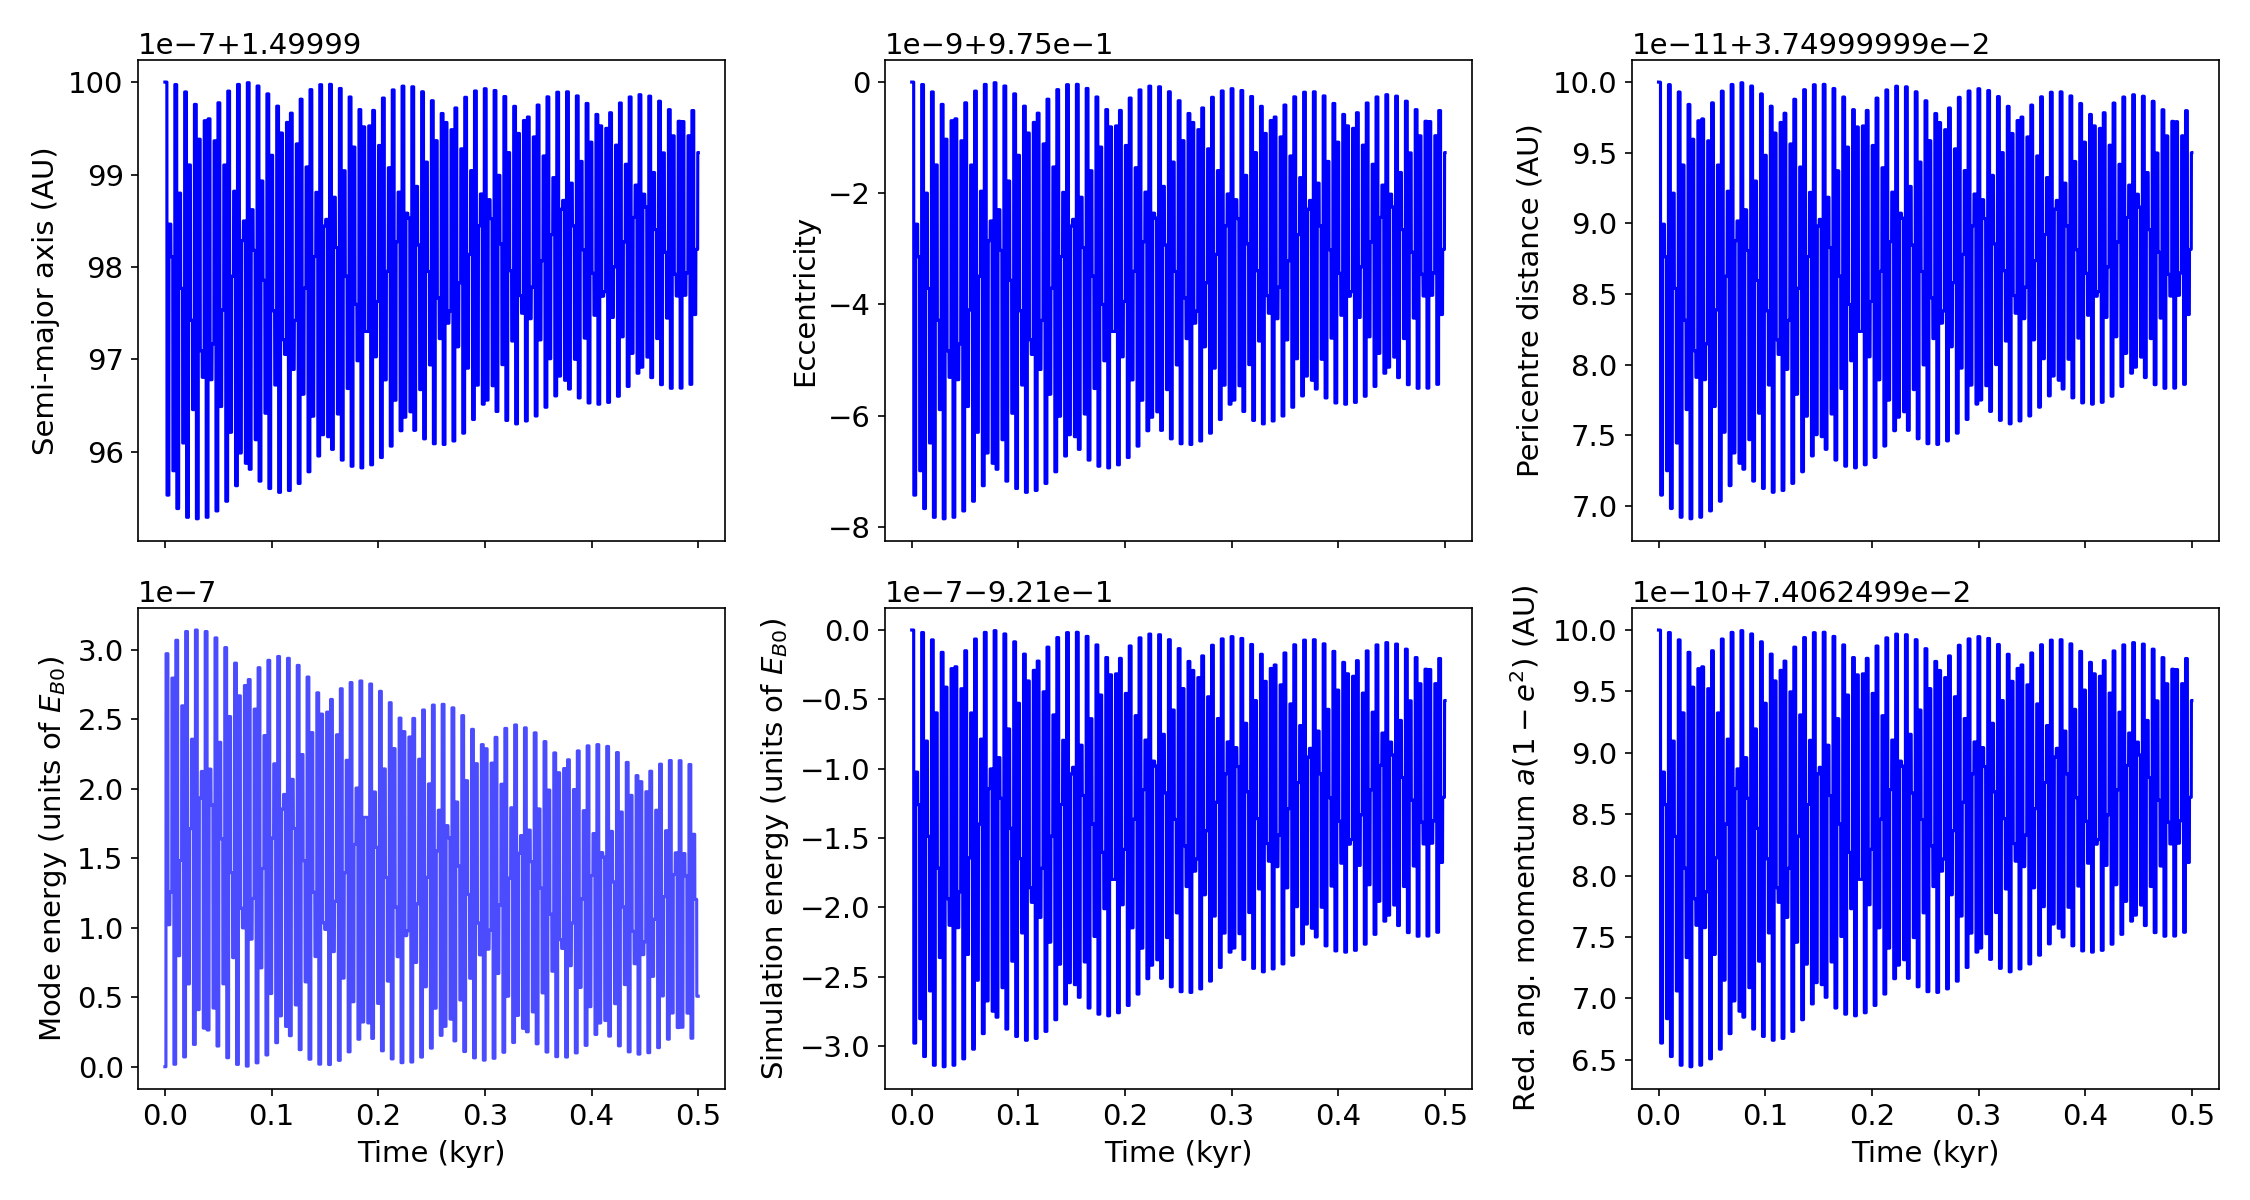 1e−7+1.49999
Semi-major axis (AU)
100
99
98
97
96
1e−9+9.75e−1
Eccentricity
0
−2
−4
−6
−8
1e−11+3.74999999e−2
Pericentre distance (AU)
10.0
9.5
9.0
8.5
8.0
7.5
7.0
1e−7
Mode energy (units of E_{B0})
3.0
2.5
2.0
1.5
1.0
0.5
0.0
0.0 0.1 0.2 0.3 0.4 0.5
Time (kyr)
1e−7−9.21e−1
Simulation energy (units of E_{B0})
0.0
−0.5
−1.0
−1.5
−2.0
−2.5
−3.0
0.0 0.1 0.2 0.3 0.4 0.5
Time (kyr)
1e−10+7.4062499e−2
Red. ang. momentum a(1 − e²) (AU)
10.0
9.5
9.0
8.5
8.0
7.5
7.0
6.5
0.0 0.1 0.2 0.3 0.4 0.5
Time (kyr)